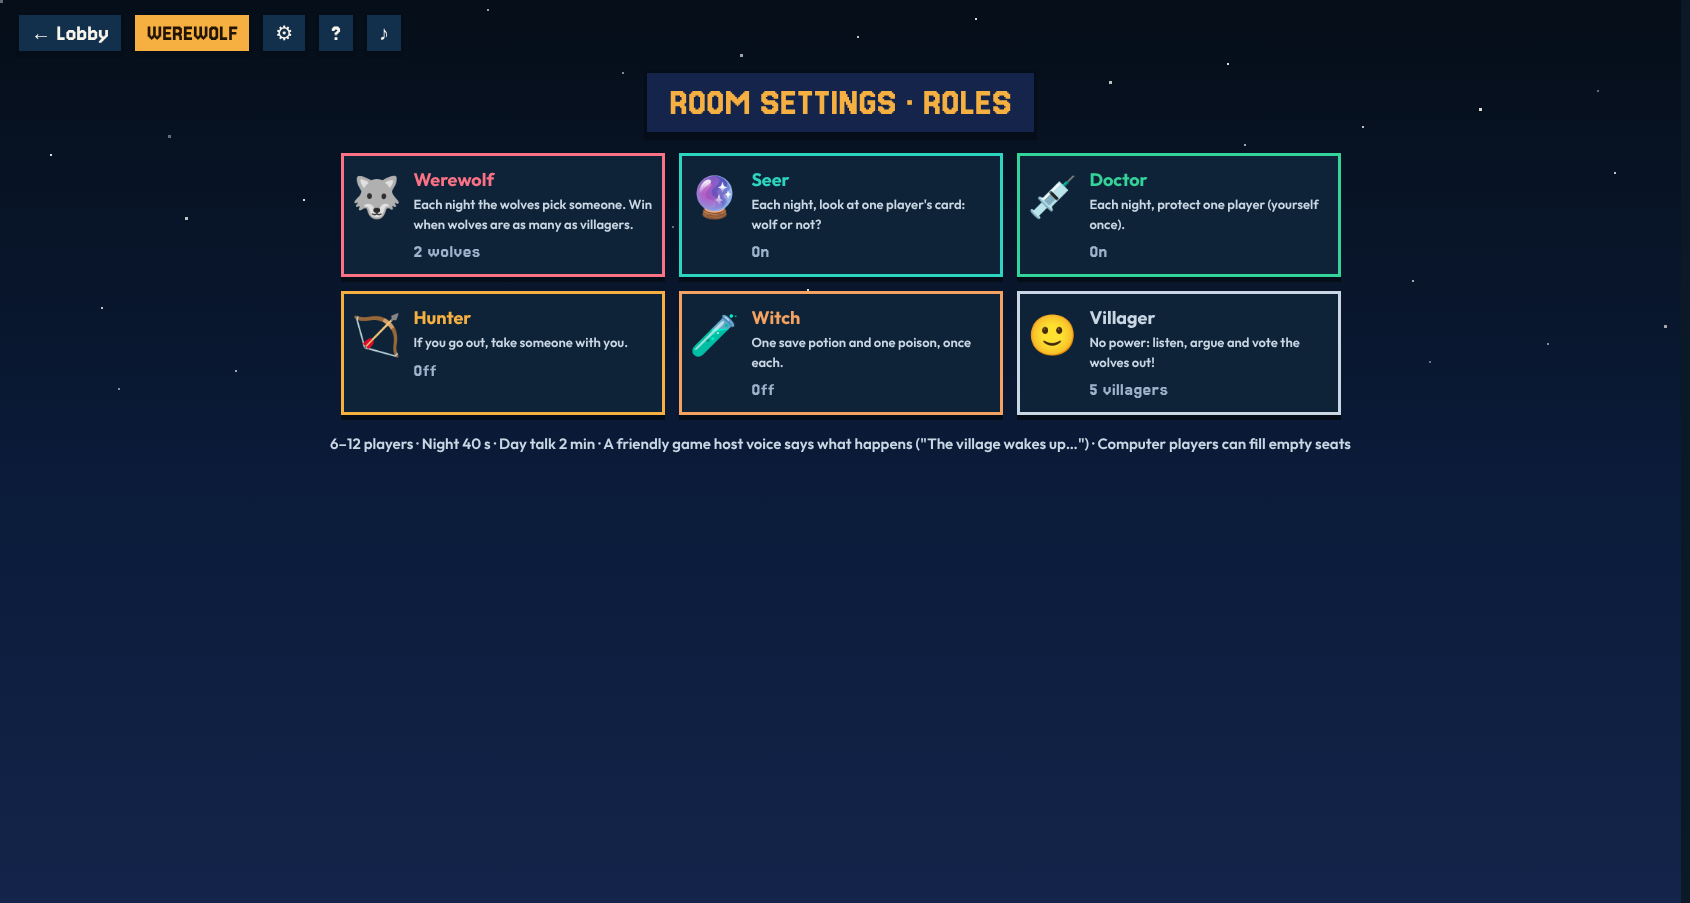 ← Lobby WEREWOLF ⚙ ? ♪
ROOM SETTINGS · ROLES
Werewolf
Each night the wolves pick someone. Win
when wolves are as many as villagers.
2 wolves
Seer
Each night, look at one player's card:
wolf or not?
On
Doctor
Each night, protect one player (yourself
once).
On
Hunter
If you go out, take someone with you.
Off
Witch
One save potion and one poison, once
each.
Off
Villager
No power: listen, argue and vote the
wolves out!
5 villagers
6–12 players · Night 40 s · Day talk 2 min · A friendly game host voice says what happens ("The village wakes up...") · Computer players can fill empty seats